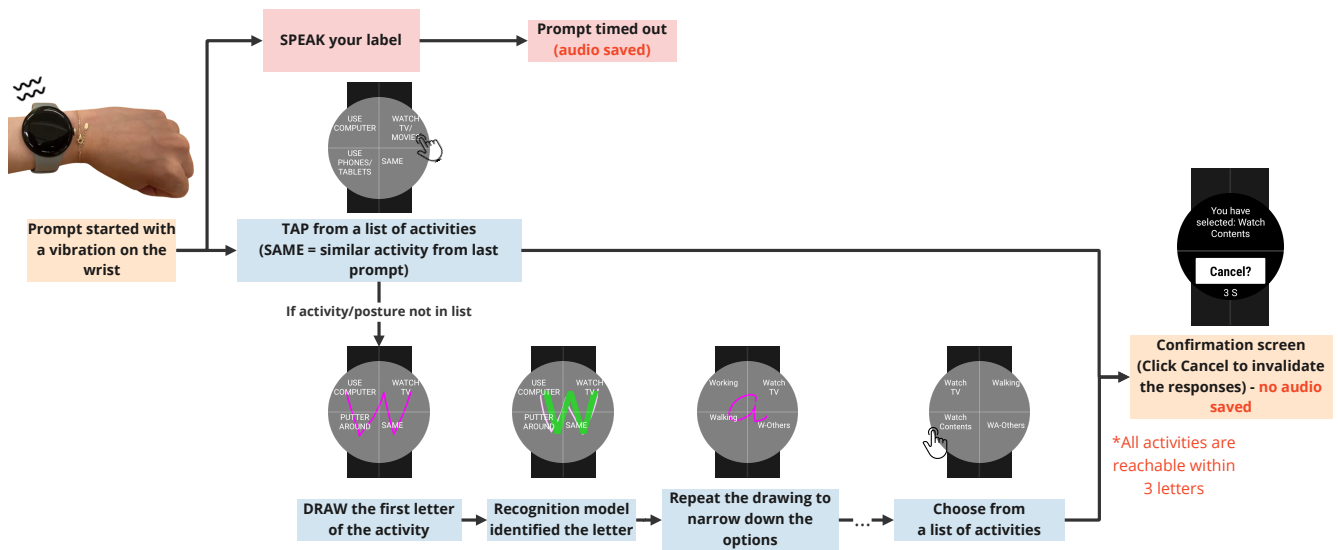 SPEAK your label
Prompt timed out
(audio saved)
USE
COMPUTER
WATCH
TV/
MOVIES
USE
PHONES/
TABLETS
SAME
Prompt started with
a vibration on the
wrist
TAP from a list of activities
(SAME = similar activity from last
prompt)
If activity/posture not in list
You have
selected: Watch
Contents
Cancel?
3 S
Confirmation screen
(Click Cancel to invalidate
the responses) - no audio
saved
*All activities are
reachable within
3 letters
USE
COMPUTER
WATCH
TV
PUTTER
AROUND
SAME
W
USE
COMPUTER
WATCH
TV
PUTTER
AROUND
SAME
W
Working
Watch
TV
Walking
W-Others
a
Watch
TV
Walking
Watch
Contents
WA-Others
DRAW the first letter
of the activity
Recognition model
identified the letter
Repeat the drawing to
narrow down the
options
...
Choose from
a list of activities